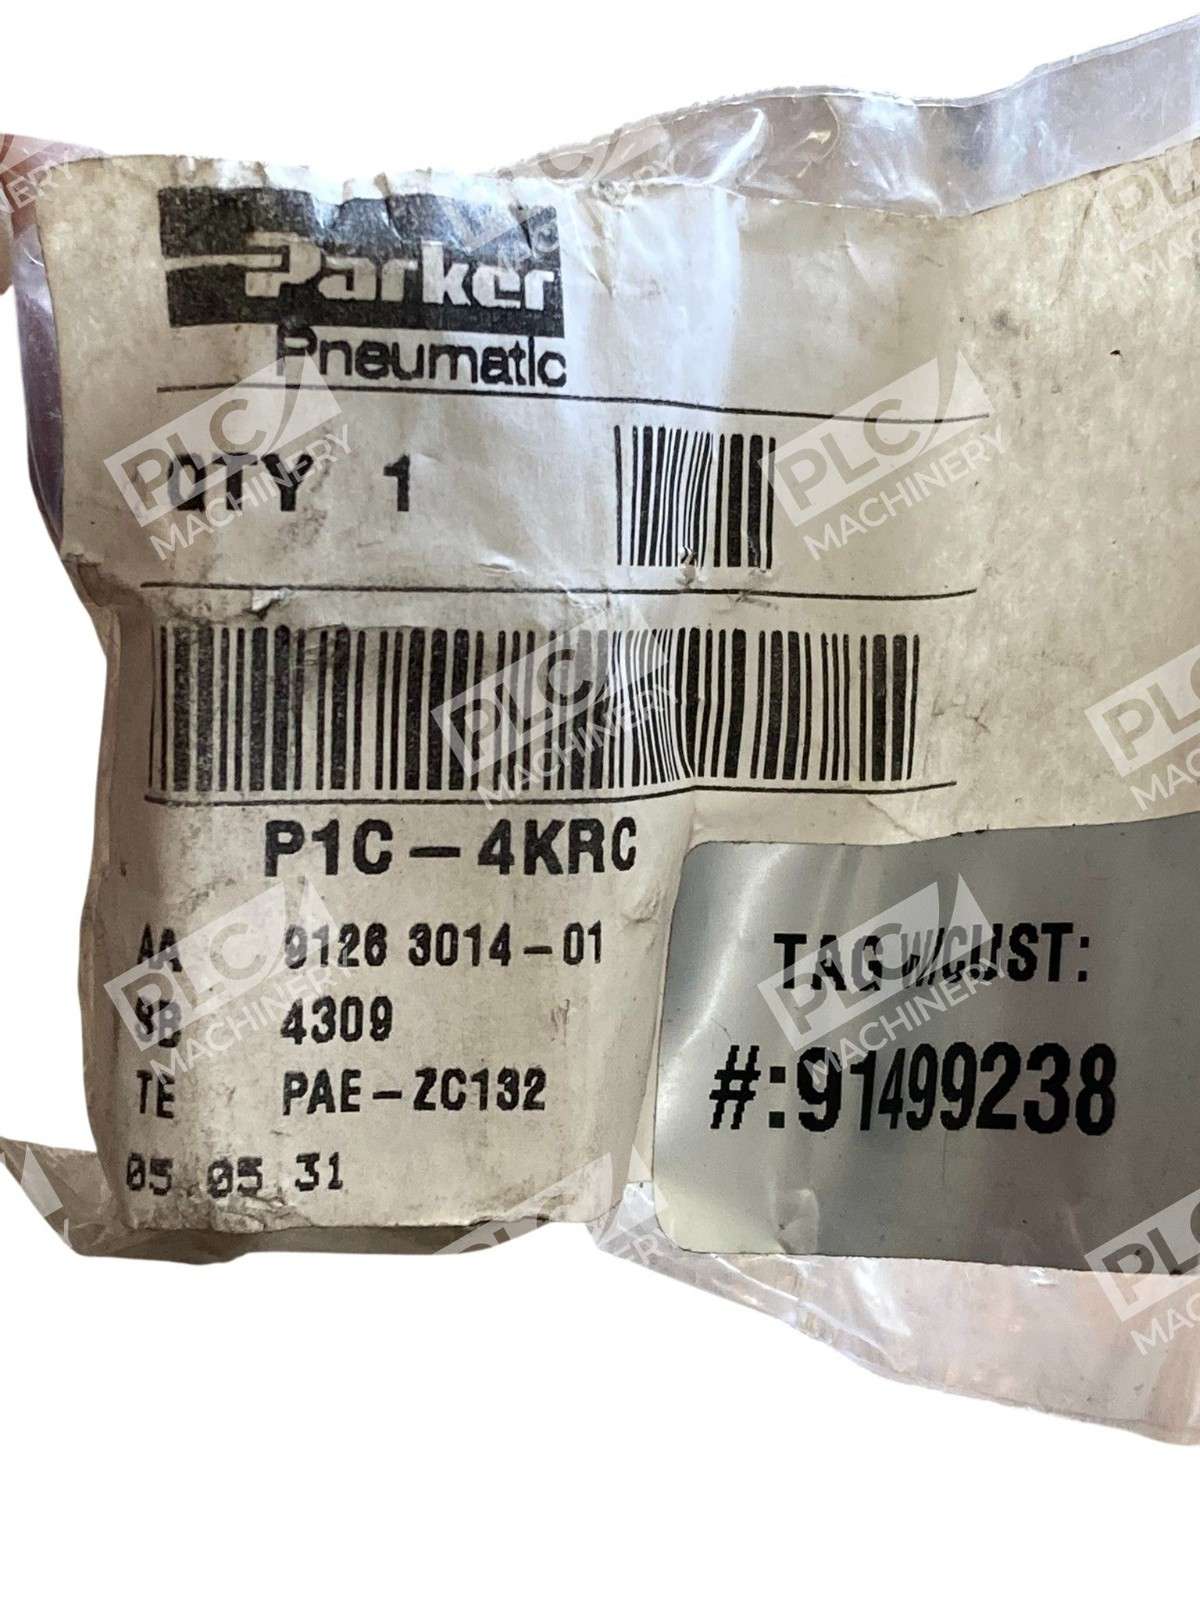 Parker
Pneumatic
QTY 1
P1C-4KRC
AA 9126 3014-01
BB 4309
TE PAE-ZC132
05 05 31
TAG W/CUST:
#:91499238
PLC MACHINERY